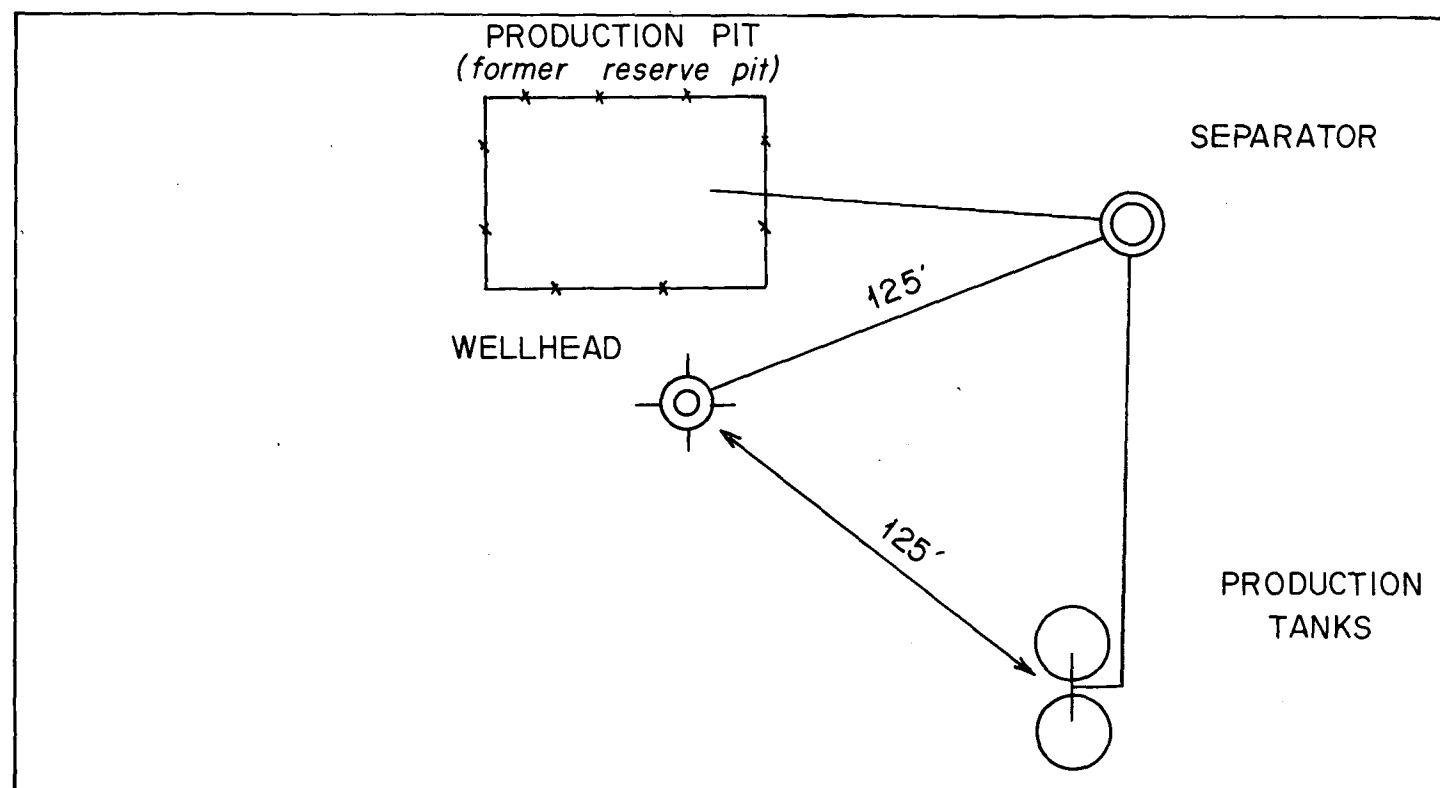 PRODUCTION PIT
(former reserve pit)
SEPARATOR
125'
WELLHEAD
125'
PRODUCTION
TANKS